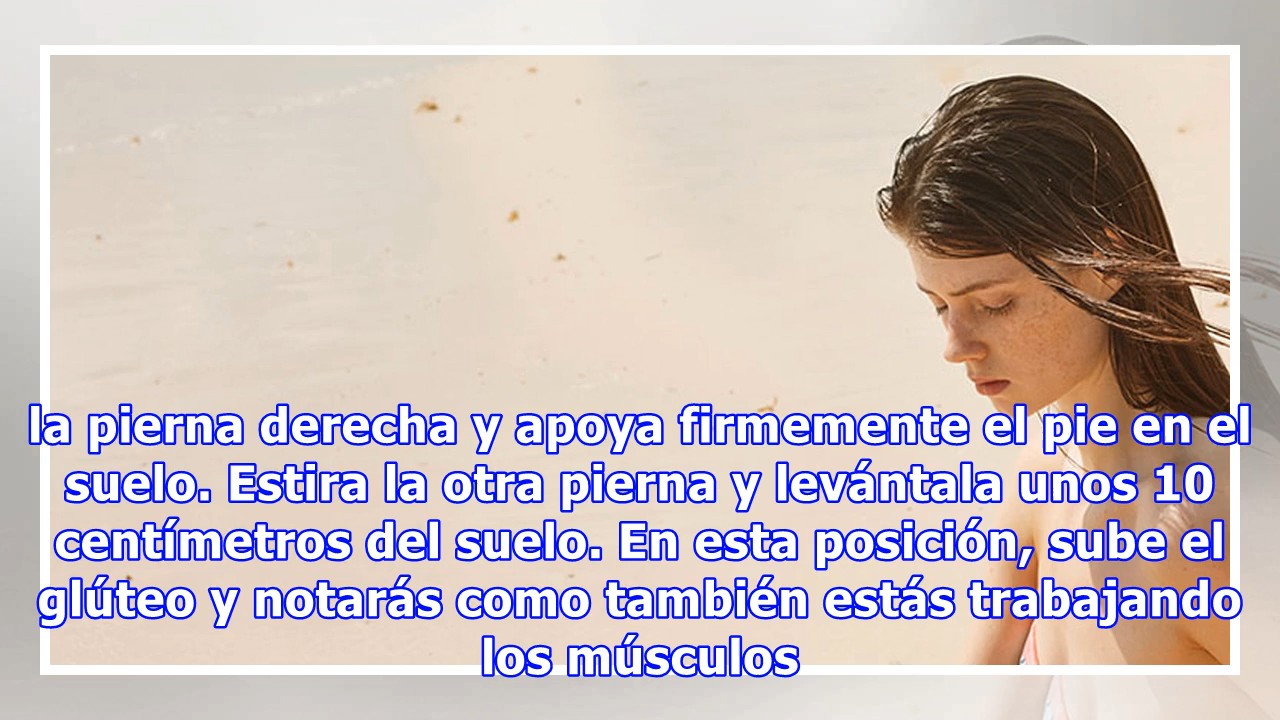 la pierna derecha y apoya firmemente el pie en el
suelo. Estira la otra pierna y levántala unos 10
centímetros del suelo. En esta posición, sube el
glúteo y notarás como también estás trabajando
los músculos